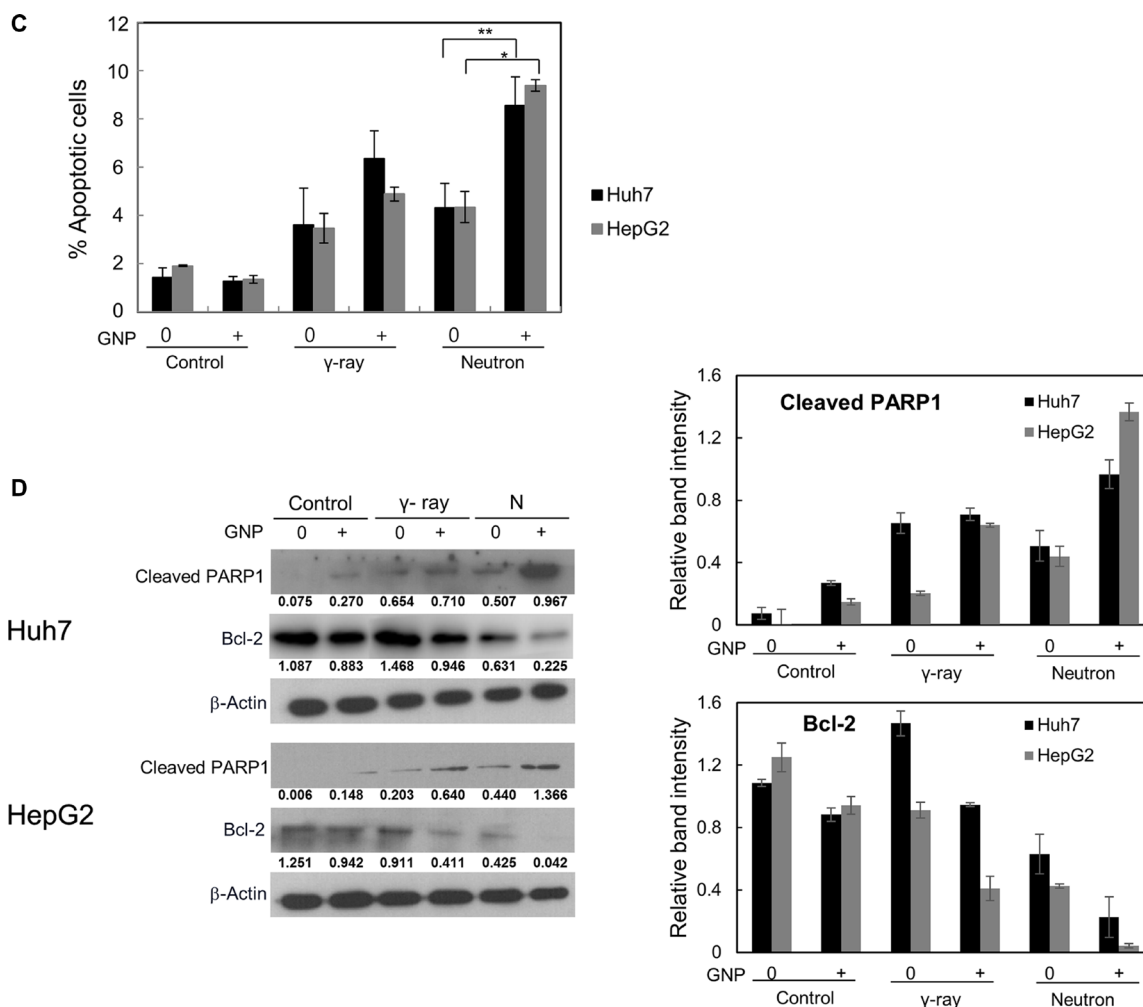 C
12
10
8
6
4
2
0
% Apoptotic cells
**
*
Huh7
HepG2
GNP 0 + 0 + 0 +
Control γ-ray Neutron
D
Control γ- ray N
GNP 0 + 0 + 0 +
Huh7
Cleaved PARP1
0.075 0.270 0.654 0.710 0.507 0.967
Bcl-2
1.087 0.883 1.468 0.946 0.631 0.225
β-Actin
HepG2
Cleaved PARP1
0.006 0.148 0.203 0.640 0.440 1.366
Bcl-2
1.251 0.942 0.911 0.411 0.425 0.042
β-Actin
Cleaved PARP1
Huh7
HepG2
1.6
1.2
0.8
0.4
0
Relative band intensity
GNP 0 + 0 + 0 +
Control γ-ray Neutron
Bcl-2
Huh7
HepG2
1.6
1.2
0.8
0.4
0
Relative band intensity
GNP 0 + 0 + 0 +
Control γ-ray Neutron